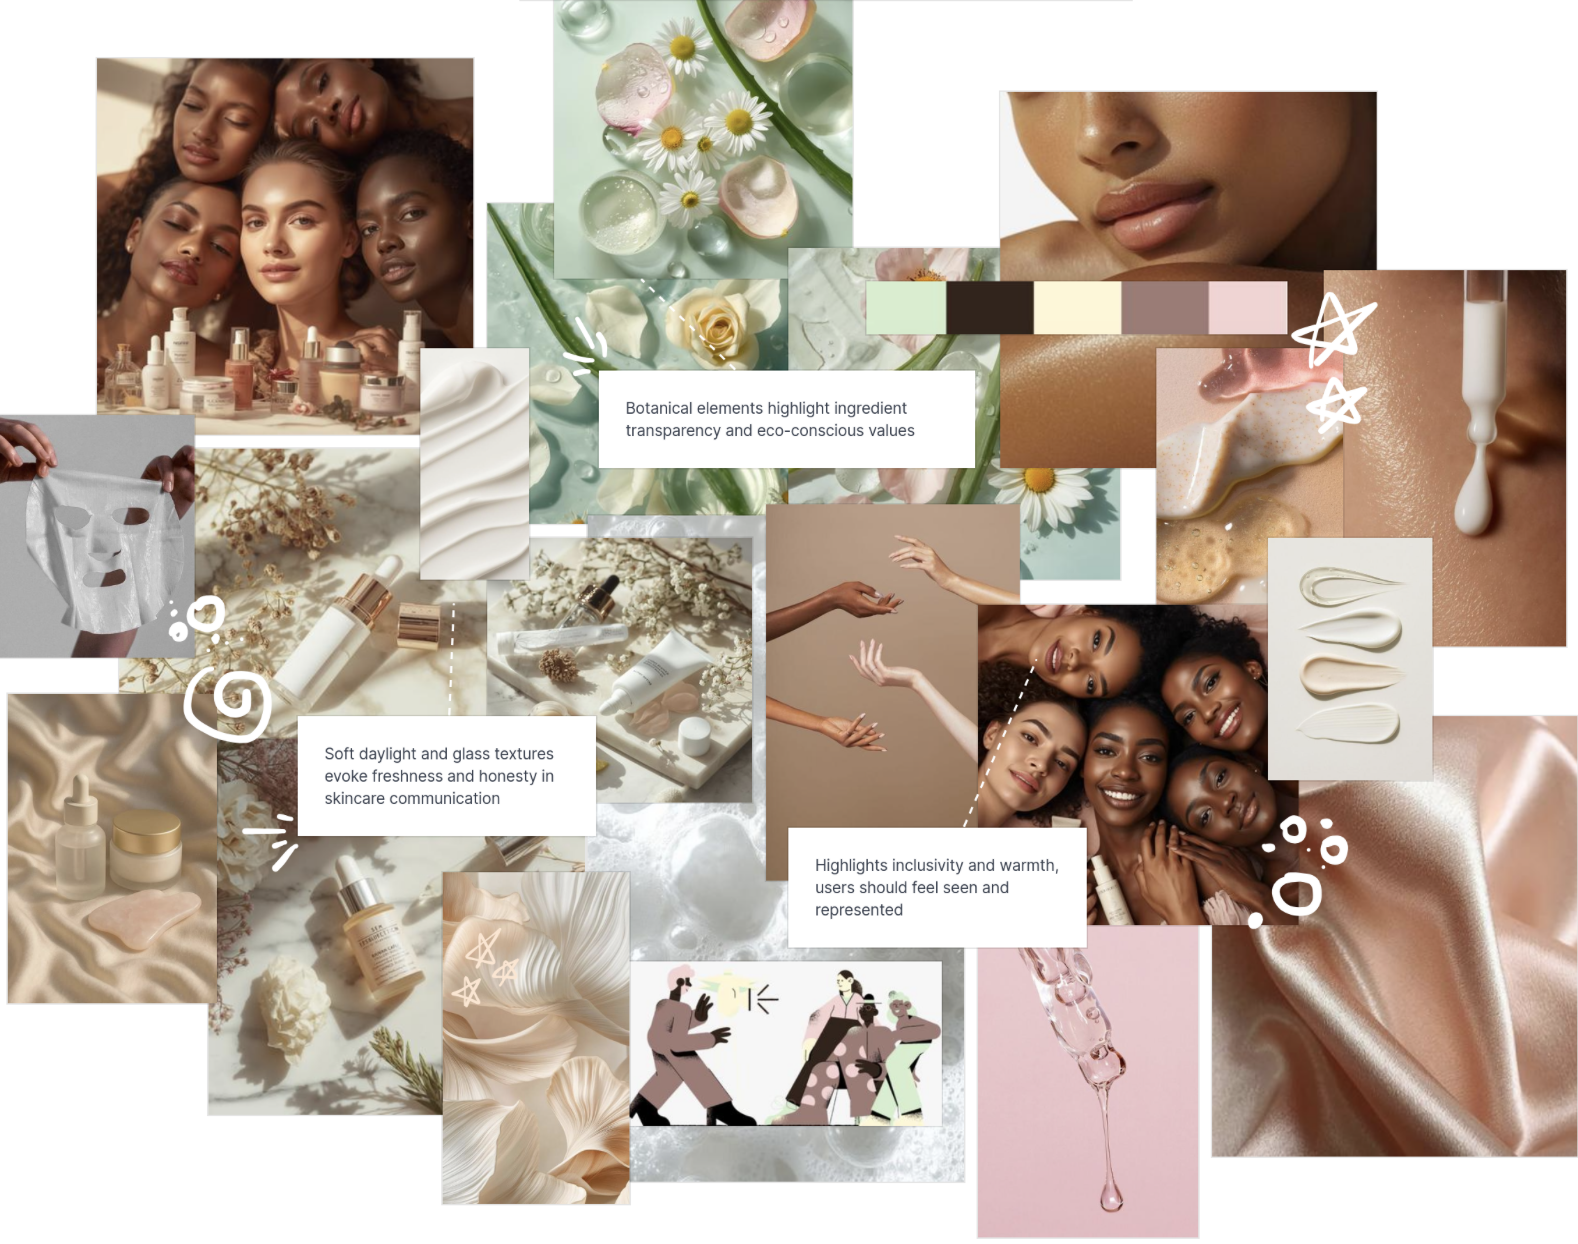 Botanical elements highlight ingredient
transparency and eco-conscious values
Soft daylight and glass textures
evoke freshness and honesty in
skincare communication
Highlights inclusivity and warmth,
users should feel seen and
represented